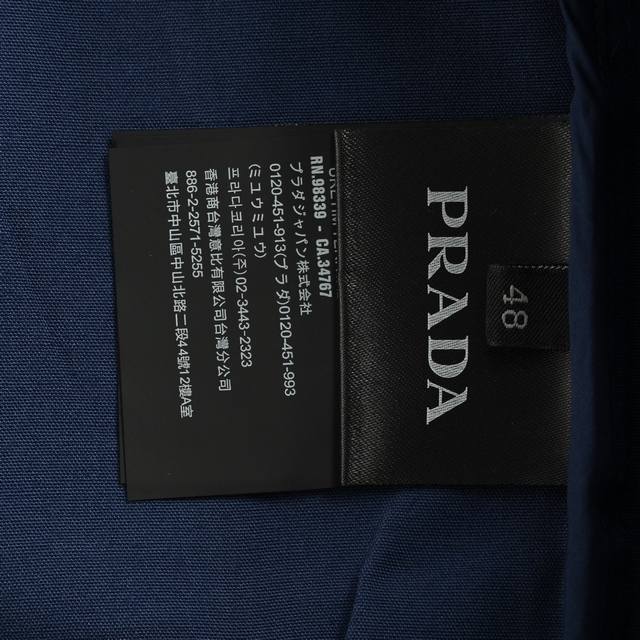 PRADA
48
RN.98339 - CA.34767
プラダジャパン株式会社
0120-451-913(プラダ)0120-451-993
(ミュウミュウ)
프라다코리아(주)02-3443-2323
香港商台灣意比有限公司台灣分公司
886-2-2571-5255
臺北市中山區中山北路二段44號12樓A室